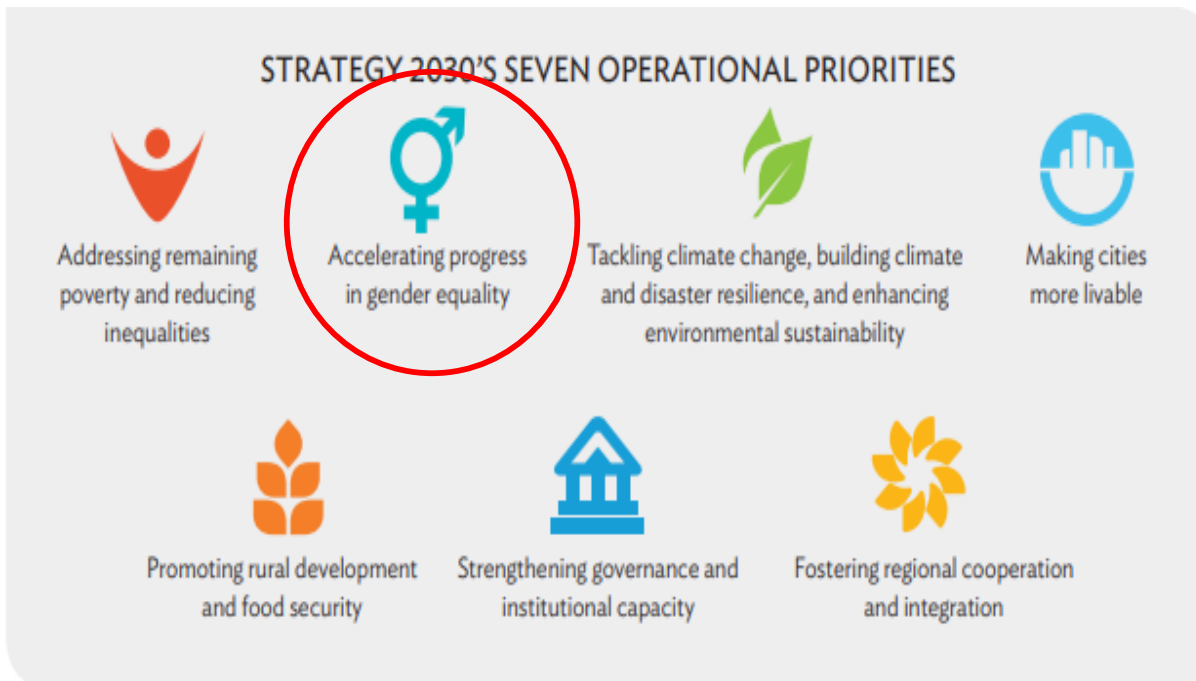 STRATEGY 2030'S SEVEN OPERATIONAL PRIORITIES
Addressing remaining
poverty and reducing
inequalities
Accelerating progress
in gender equality
Tackling climate change, building climate
and disaster resilience, and enhancing
environmental sustainability
Making cities
more livable
Promoting rural development
and food security
Strengthening governance and
institutional capacity
Fostering regional cooperation
and integration